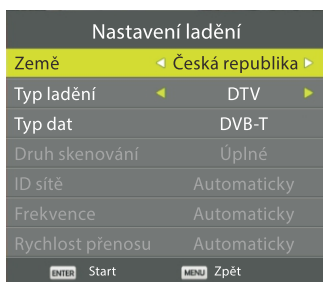 Nastavení ladění
Země Česká republika
Typ ladění DTV
Typ dat DVB-T
Druh skenování Úplné
ID sítě Automaticky
Frekvence Automaticky
Rychlost přenosu Automaticky
ENTER Start MENU Zpět